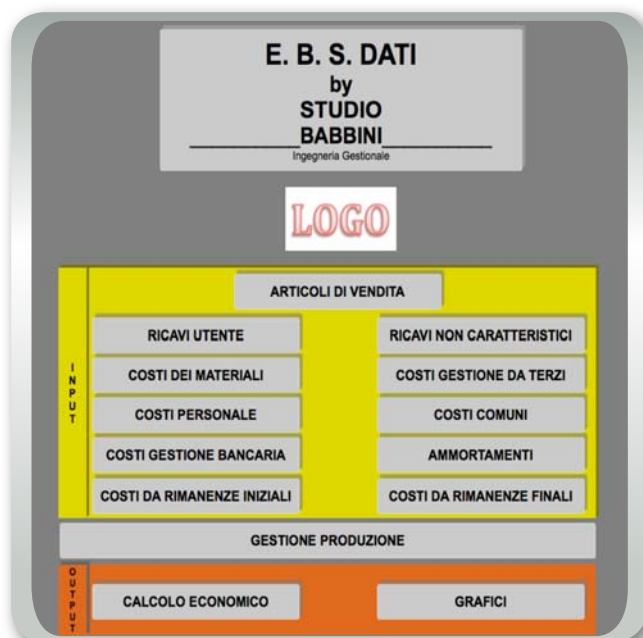 E. B. S. DATI
by
STUDIO
BABBINI
Ingegneria Gestionale
LOGO
INPUT
ARTICOLI DI VENDITA
RICAVI UTENTE
RICAVI NON CARATTERISTICI
COSTI DEI MATERIALI
COSTI GESTIONE DA TERZI
COSTI PERSONALE
COSTI COMUNI
COSTI GESTIONE BANCARIA
AMMORTAMENTI
COSTI DA RIMANENZE INIZIALI
COSTI DA RIMANENZE FINALI
GESTIONE PRODUZIONE
OUTPUT
CALCOLO ECONOMICO
GRAFICI